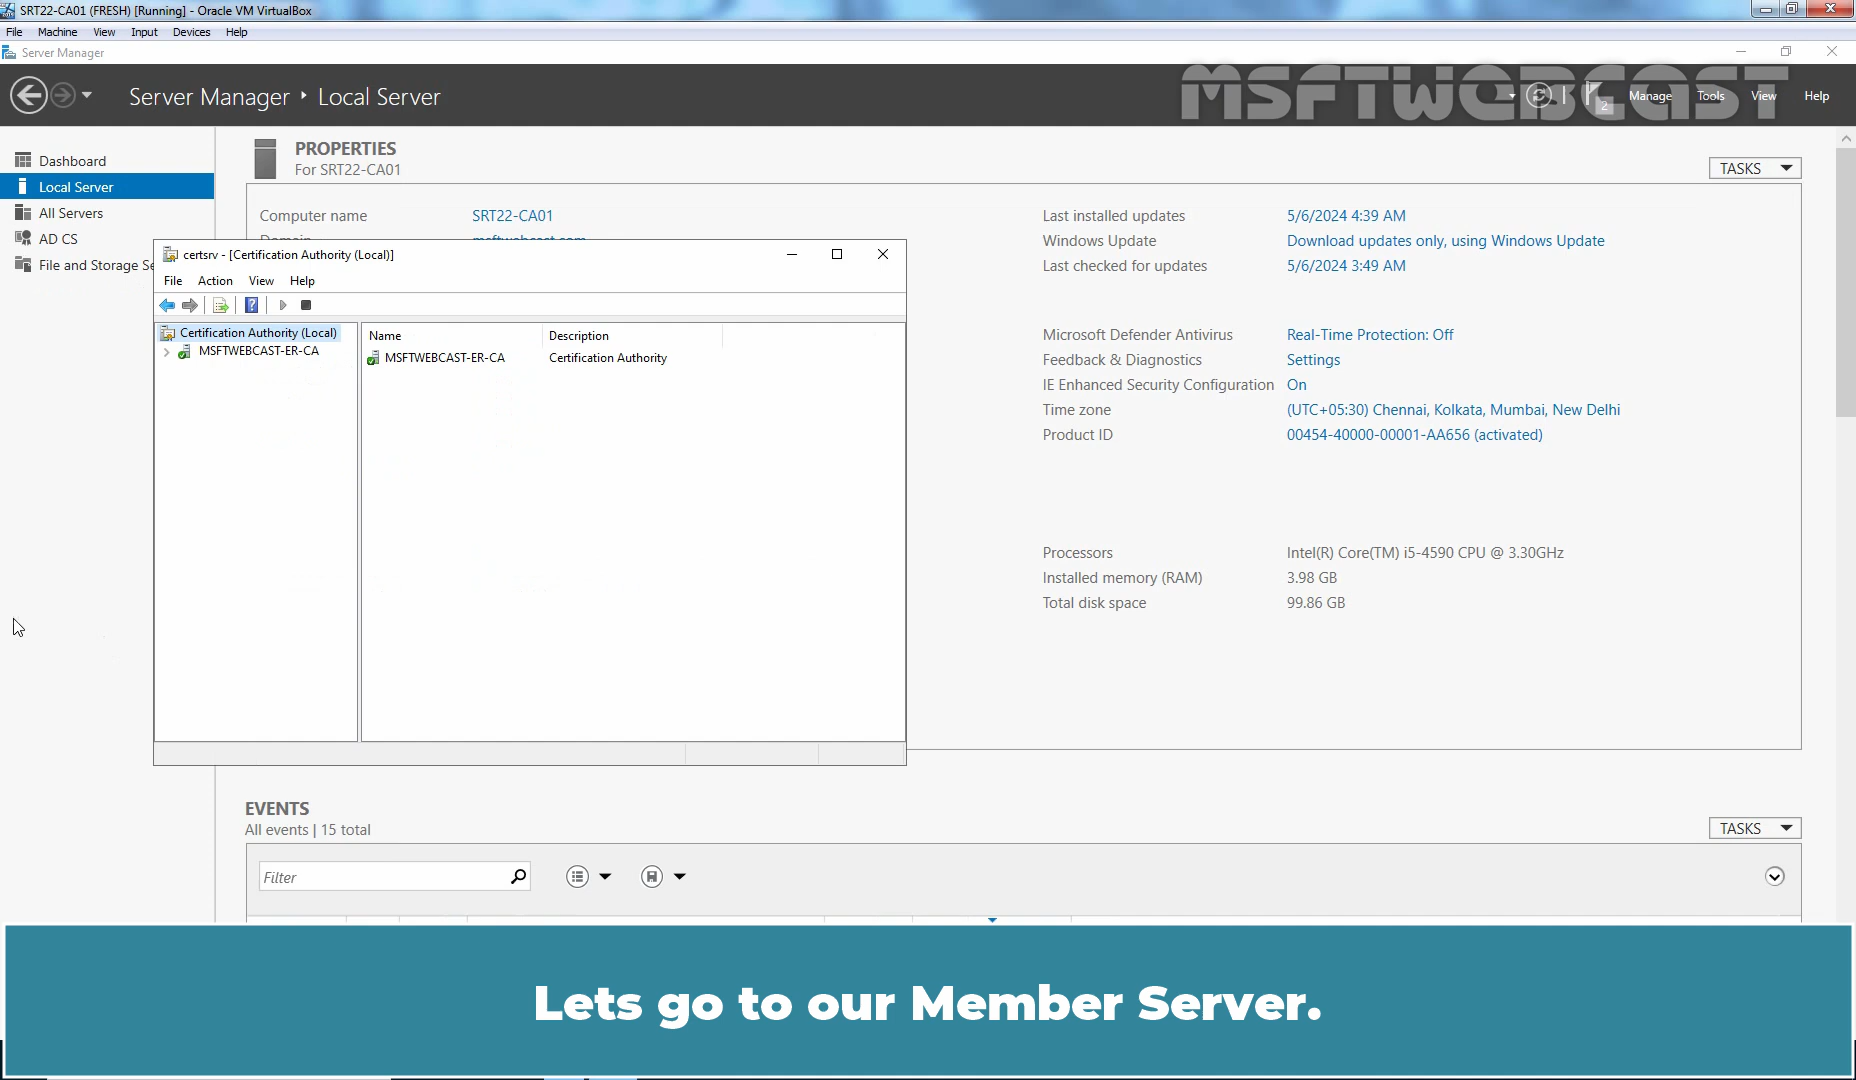 SRT22-CA01 (FRESH) [Running] - Oracle VM VirtualBox
File Machine View Input Devices Help
Server Manager
Server Manager ‣ Local Server
MSFTWEBCAST
2
Manage Tools View Help
Dashboard
Local Server
All Servers
AD CS
File and Storage Se
PROPERTIES
For SRT22-CA01
TASKS
Computer name SRT22-CA01
Domain msftwebcast.com
Last installed updates 5/6/2024 4:39 AM
Windows Update Download updates only, using Windows Update
Last checked for updates 5/6/2024 3:49 AM
Microsoft Defender Antivirus Real-Time Protection: Off
Feedback & Diagnostics Settings
IE Enhanced Security Configuration On
Time zone (UTC+05:30) Chennai, Kolkata, Mumbai, New Delhi
Product ID 00454-40000-00001-AA656 (activated)
Processors Intel(R) Core(TM) i5-4590 CPU @ 3.30GHz
Installed memory (RAM) 3.98 GB
Total disk space 99.86 GB
certsrv - [Certification Authority (Local)]
File Action View Help
Certification Authority (Local)
MSFTWEBCAST-ER-CA
Name Description
MSFTWEBCAST-ER-CA Certification Authority
EVENTS
All events | 15 total
TASKS
Filter
Lets go to our Member Server.